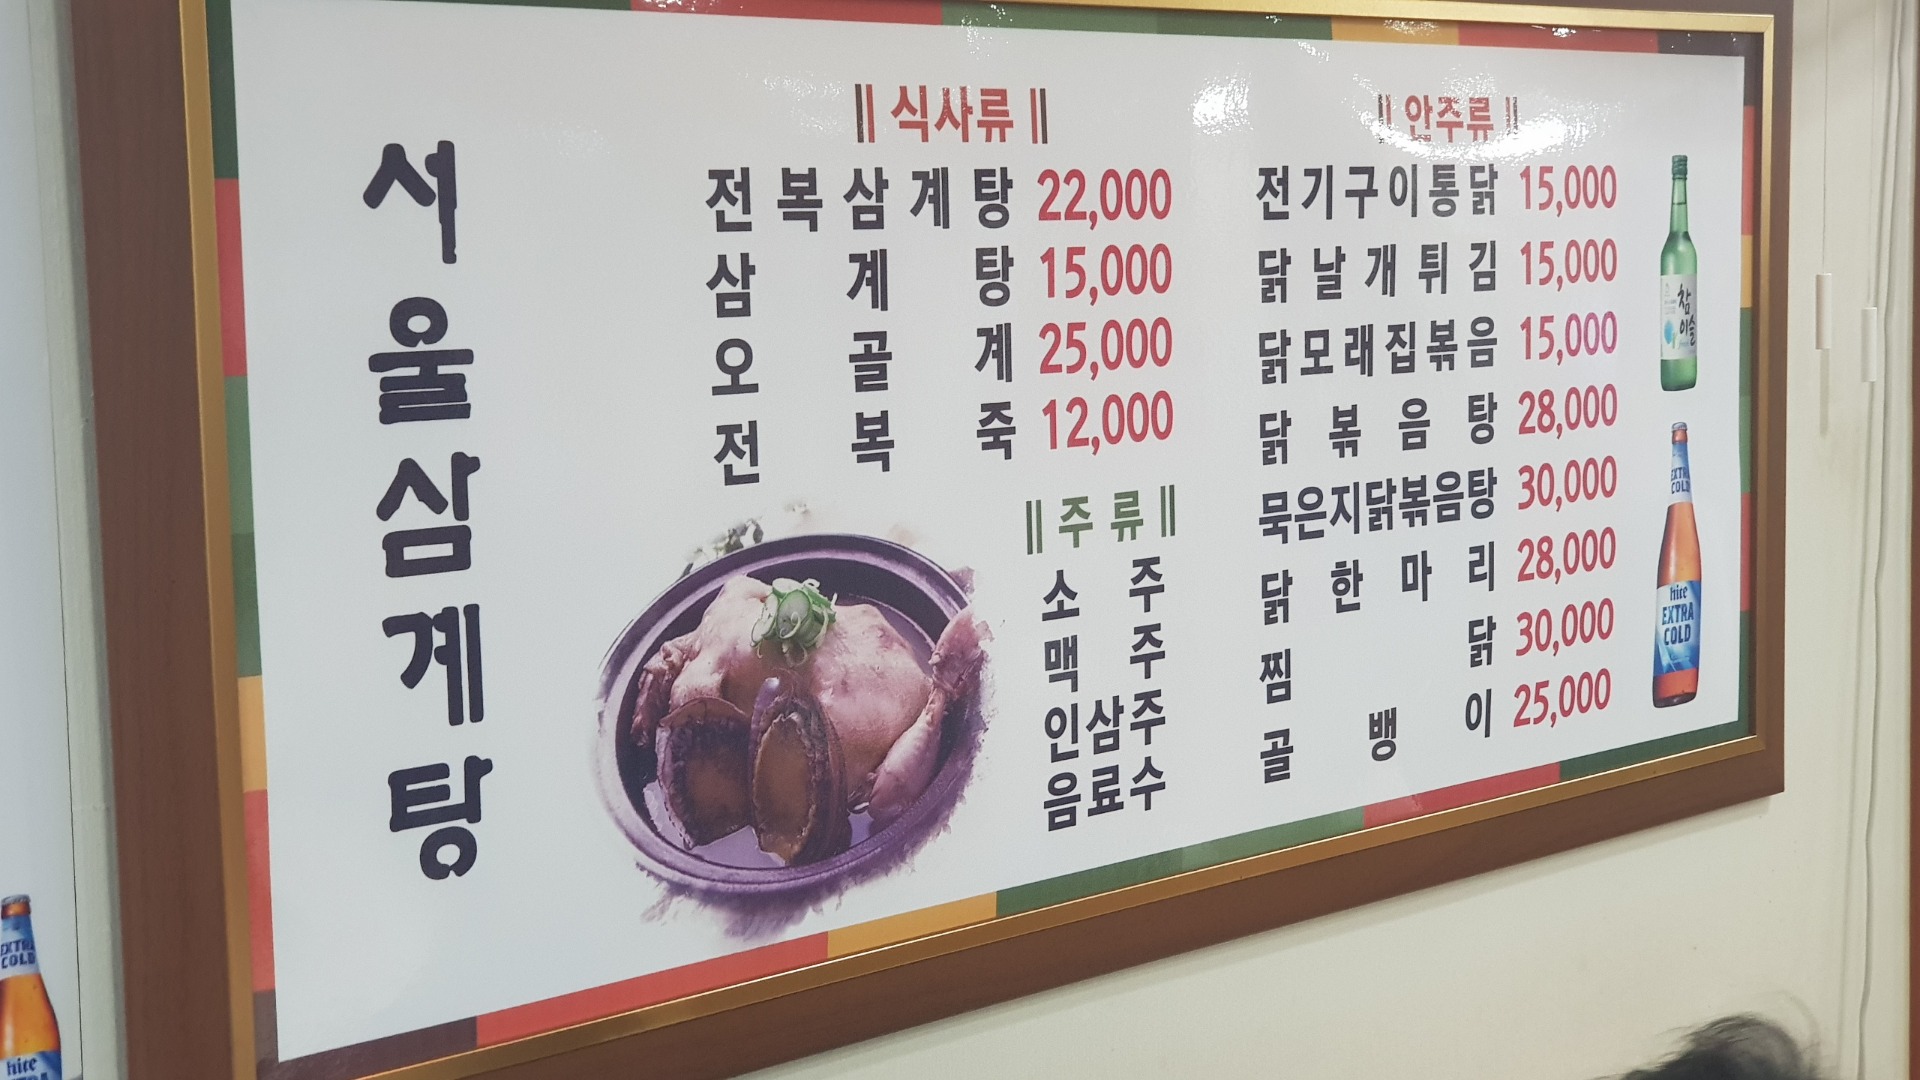 서울삼계탕
식사류
전복삼계탕 22,000
삼계탕 15,000
오골계 25,000
전복죽 12,000
주류
소주
맥주
인삼주
음료수
안주류
전기구이통닭 15,000
닭날개튀김 15,000
닭모래집볶음 15,000
닭볶음탕 28,000
묵은지닭볶음탕 30,000
닭한마리 28,000
찜닭 30,000
골뱅이 25,000
참이슬
EXTRA
COLD
hite
EXTRA
COLD
EXTRA
COLD
hite